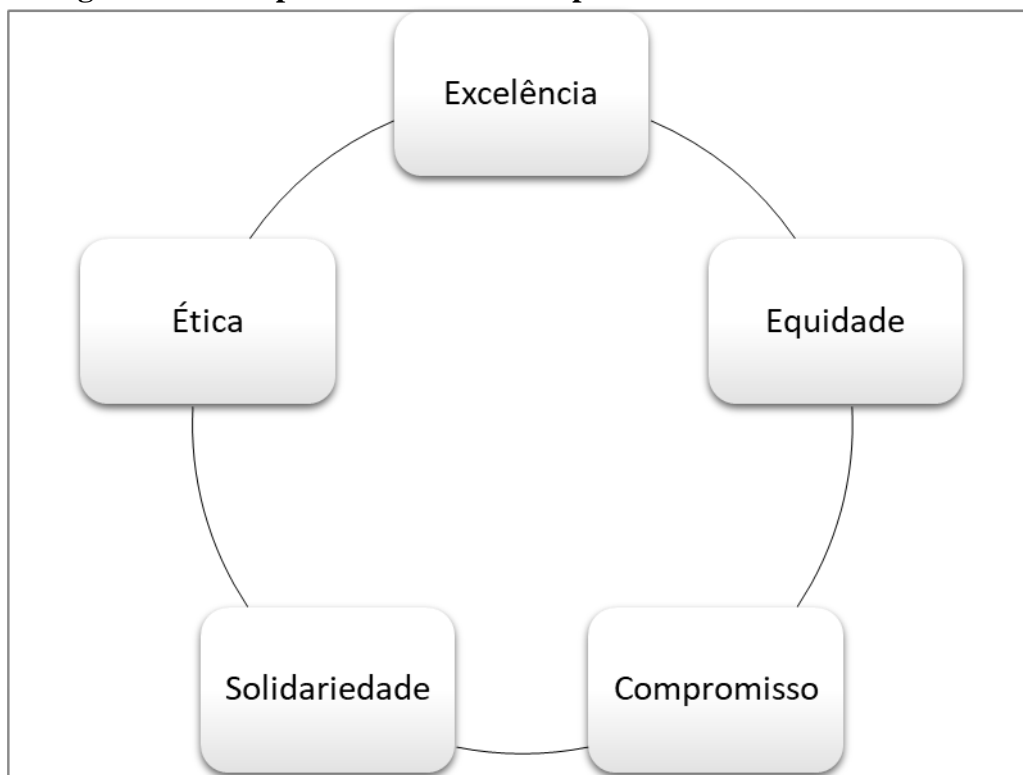 Excelência
Ética
Equidade
Solidariedade
Compromisso